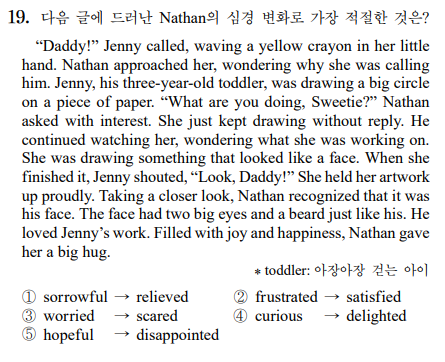 19. 다음 글에 드러난 Nathan의 심경 변화로 가장 적절한 것은?
“Daddy!” Jenny called, waving a yellow crayon in her little
hand. Nathan approached her, wondering why she was calling
him. Jenny, his three-year-old toddler, was drawing a big circle
on a piece of paper. “What are you doing, Sweetie?” Nathan
asked with interest. She just kept drawing without reply. He
continued watching her, wondering what she was working on.
She was drawing something that looked like a face. When she
finished it, Jenny shouted, “Look, Daddy!” She held her artwork
up proudly. Taking a closer look, Nathan recognized that it was
his face. The face had two big eyes and a beard just like his. He
loved Jenny’s work. Filled with joy and happiness, Nathan gave
her a big hug.
* toddler: 아장아장 걷는 아이
① sorrowful → relieved ② frustrated → satisfied
③ worried → scared ④ curious → delighted
⑤ hopeful → disappointed